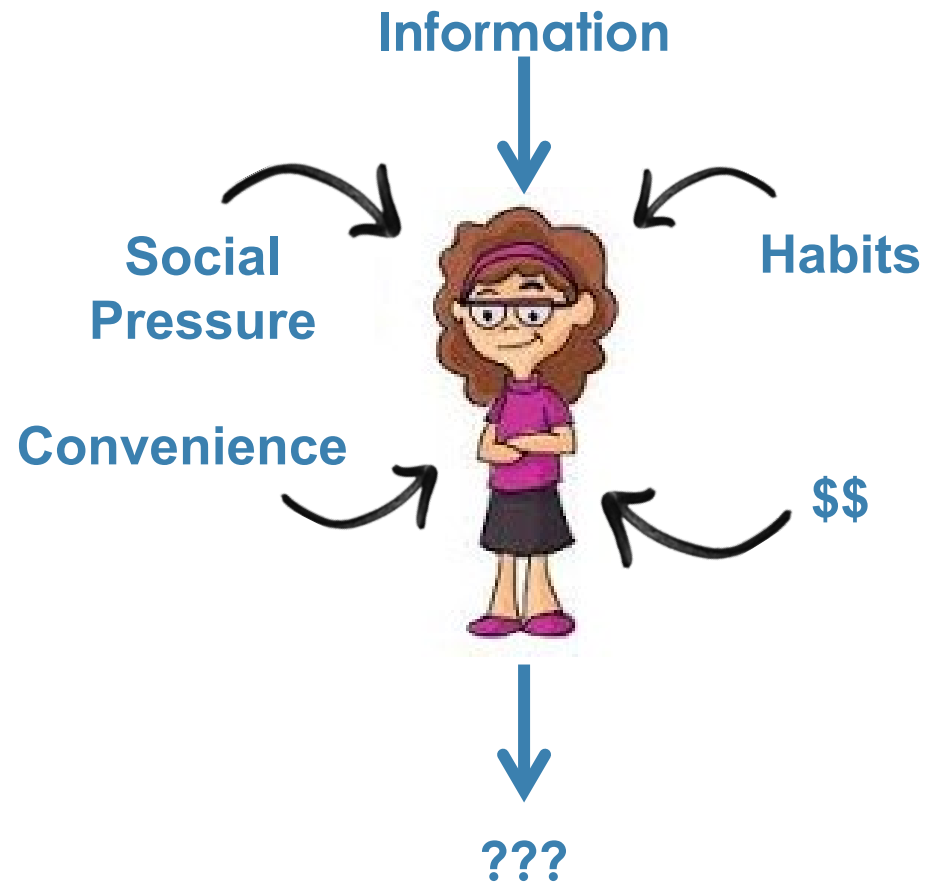 Information
Social
Pressure
Habits
Convenience
$$
???